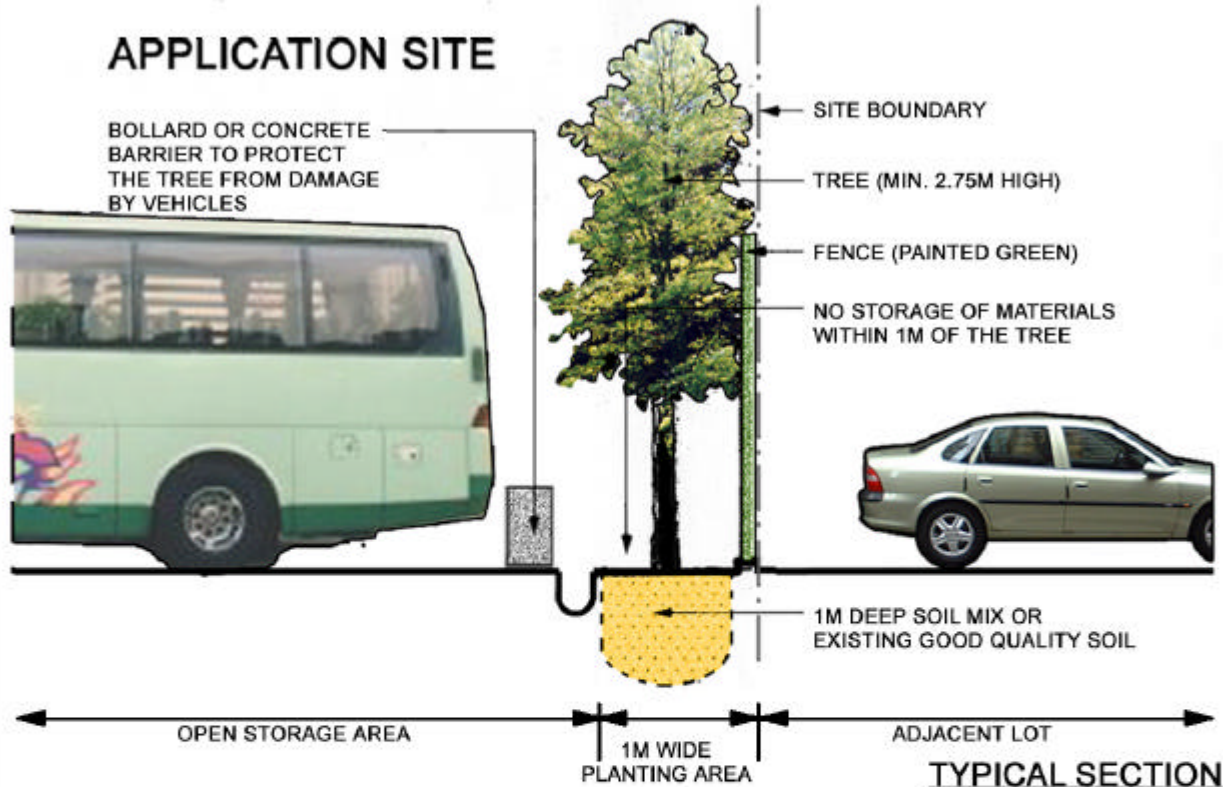 APPLICATION SITE
BOLLARD OR CONCRETE
BARRIER TO PROTECT
THE TREE FROM DAMAGE
BY VEHICLES
SITE BOUNDARY
TREE (MIN. 2.75M HIGH)
FENCE (PAINTED GREEN)
NO STORAGE OF MATERIALS
WITHIN 1M OF THE TREE
1M DEEP SOIL MIX OR
EXISTING GOOD QUALITY SOIL
OPEN STORAGE AREA
1M WIDE
PLANTING AREA
ADJACENT LOT
TYPICAL SECTION